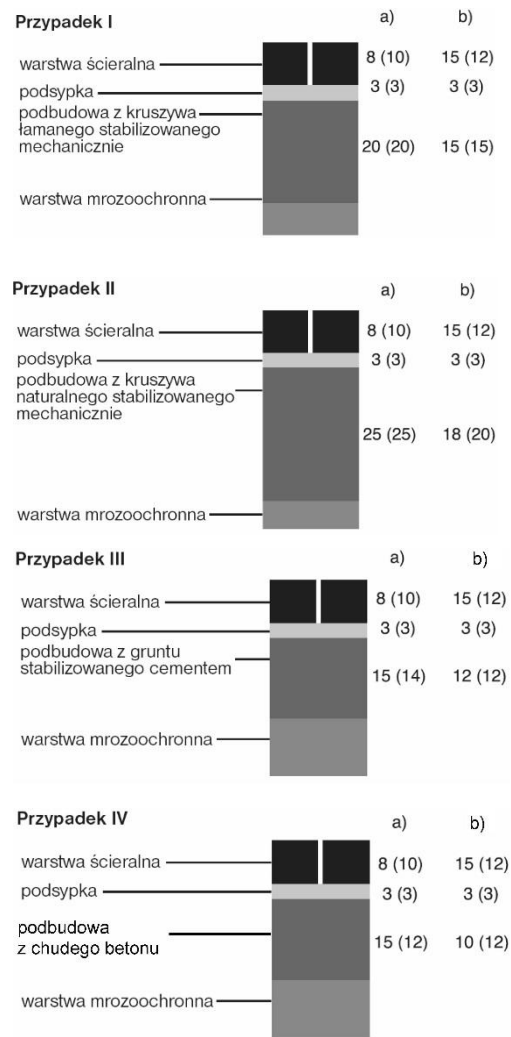 Przypadek I
a) b)
warstwa ścieralna 8 (10) 15 (12)
podsypka 3 (3) 3 (3)
podbudowa z kruszywa
łamanego stabilizowanego
mechanicznie 20 (20) 15 (15)
warstwa mrozoochronna
Przypadek II
a) b)
warstwa ścieralna 8 (10) 15 (12)
podsypka 3 (3) 3 (3)
podbudowa z kruszywa
naturalnego stabilizowanego
mechanicznie
25 (25) 18 (20)
warstwa mrozoochronna
Przypadek III a) b)
warstwa ścieralna 8 (10) 15 (12)
podsypka 3 (3) 3 (3)
podbudowa z gruntu
stabilizowanego cementem 15 (14) 12 (12)
warstwa mrozoochronna
Przypadek IV a) b)
warstwa ścieralna 8 (10) 15 (12)
podsypka 3 (3) 3 (3)
podbudowa
z chudego betonu 15 (12) 10 (12)
warstwa mrozoochronna